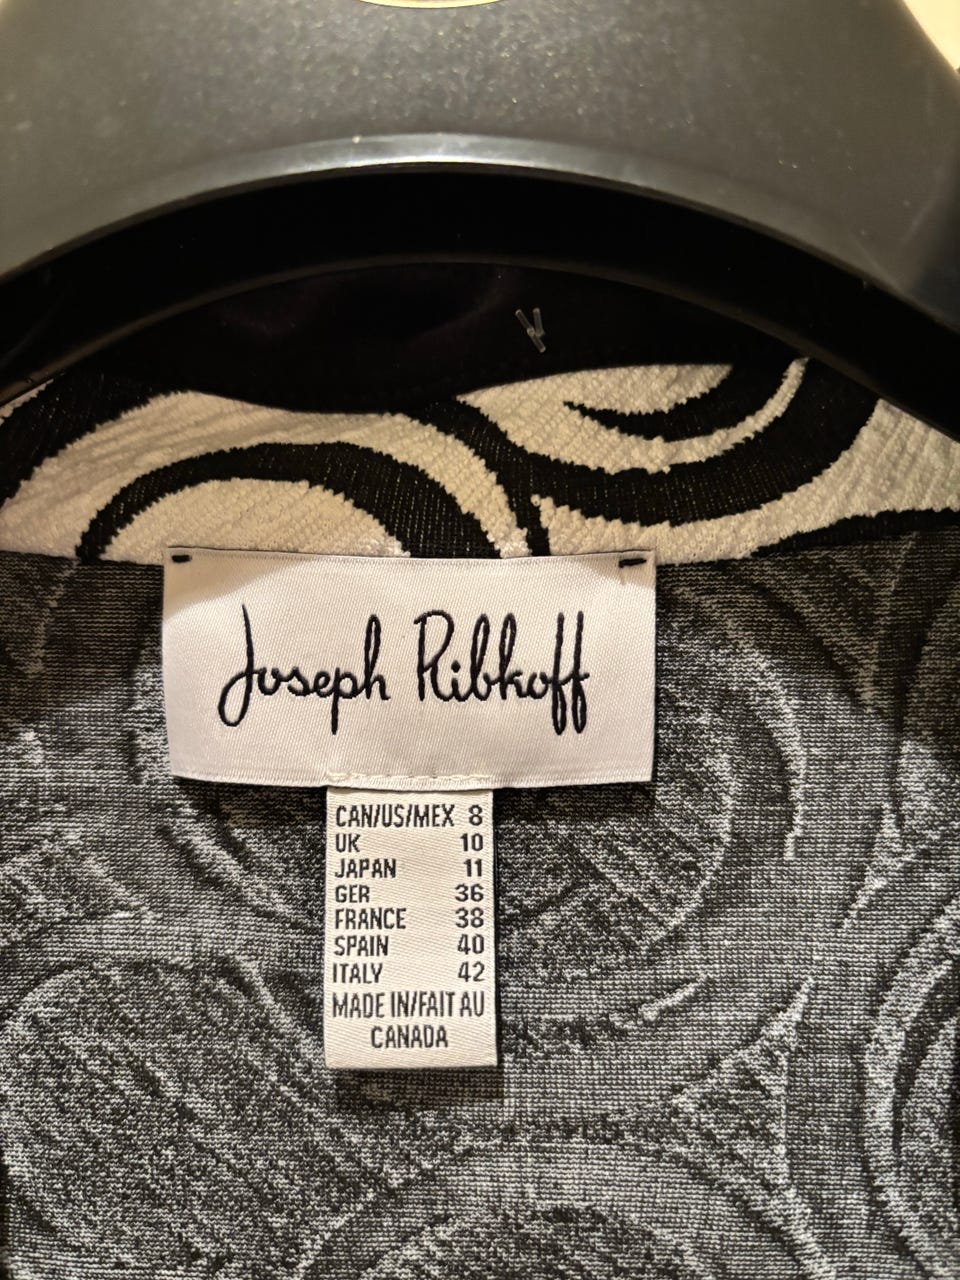 Joseph Ribkoff
CAN/US/MEX 8
UK 10
JAPAN 11
GER 36
FRANCE 38
SPAIN 40
ITALY 42
MADE IN/FAIT AU
CANADA